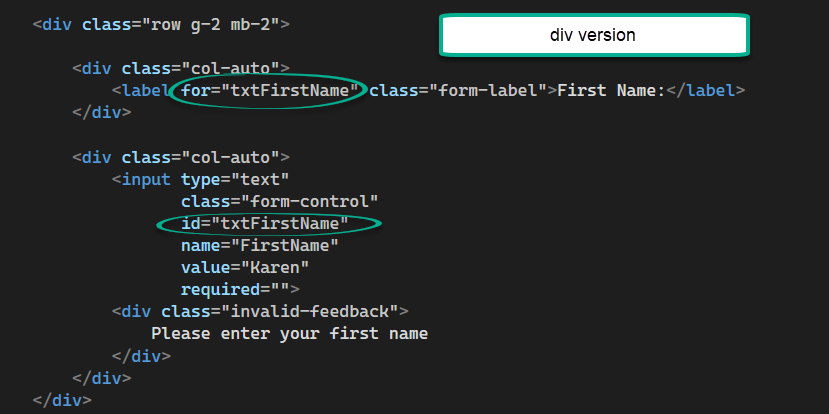 <div class="row g-2 mb-2">
div version
<div class="col-auto">
<label for="txtFirstName" class="form-label">First Name:</label>
</div>
<div class="col-auto">
<input type="text"
class="form-control"
id="txtFirstName"
name="FirstName"
value="Karen"
required="">
<div class="invalid-feedback">
Please enter your first name
</div>
</div>
</div>